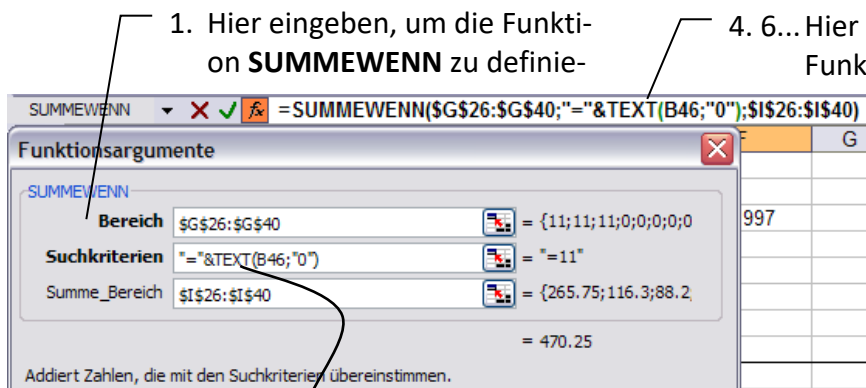 1. Hier eingeben, um die Funkti-
on SUMMEWENN zu definie-
4. 6... Hier
Funk
SUMMEWENN =SUMMEWENN($G$26:$G$40;"="&TEXT(B46;"0");$I$26:$I$40)
Funktionsargumente
F G
SUMMEWENN
Bereich $G$26:$G$40 = {11;11;11;0;0;0;0;0
997
Suchkriterien "="&TEXT(B46;"0") = "=11"
Summe_Bereich $I$26:$I$40 = {265.75;116.3;88.2;
= 470.25
Addiert Zahlen, die mit den Suchkriterien übereinstimmen.